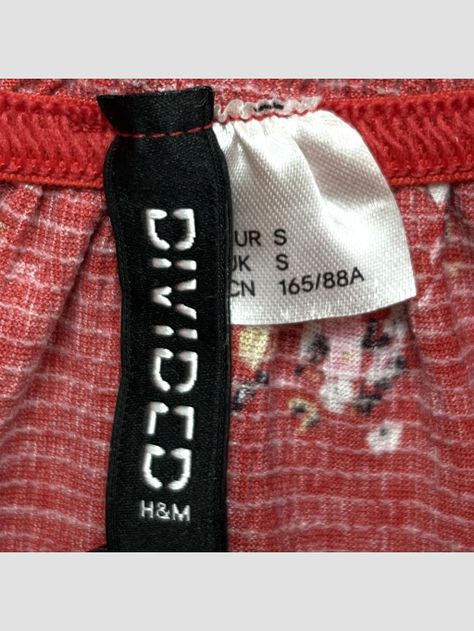 DIVIDED
H&M
UR S
UK S
CN 165/88A